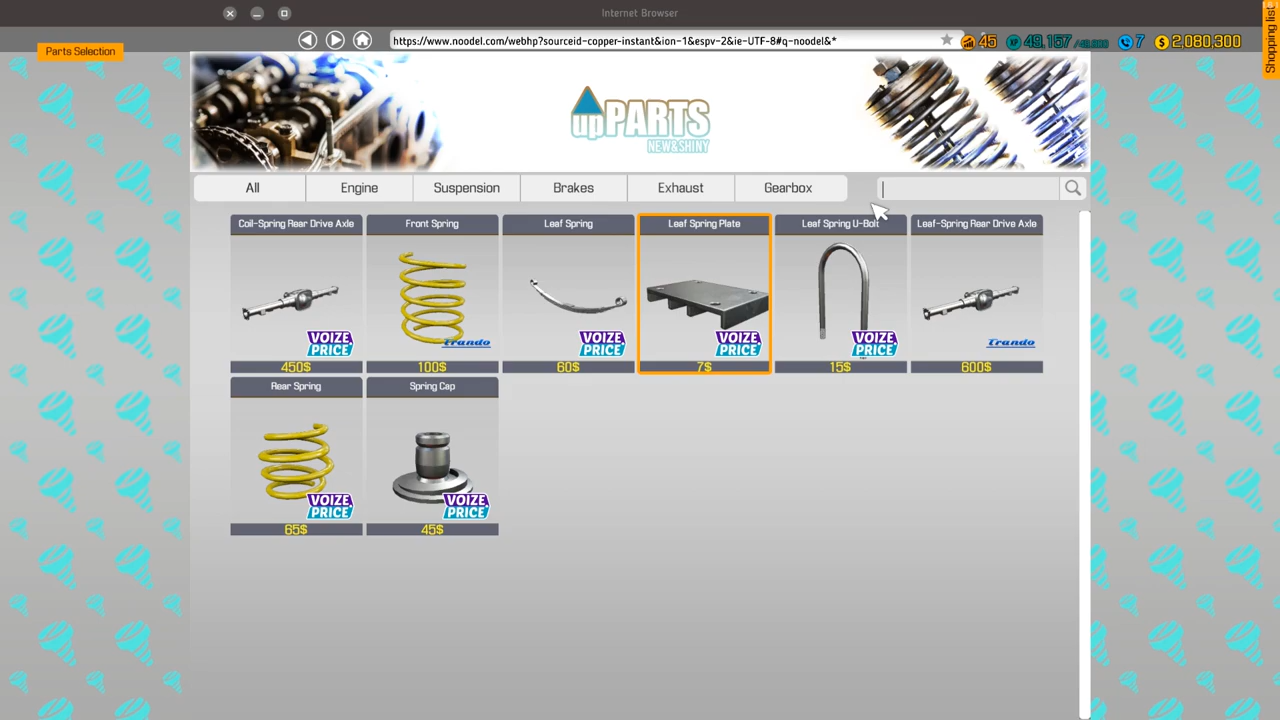 Internet Browser
Shopping list
Parts Selection
https://www.noodel.com/webhp?sourceid-copper-instant&ion-1&espv-2&ie-UTF-8#q-noodel&*
45
49,157
7
$ 2,080,300
upPARTS
NEW&SHINY
All Engine Suspension Brakes Exhaust Gearbox
Coil-Spring Rear Drive Axle Front Spring Leaf Spring Leaf Spring Plate Leaf Spring U-Bolt Leaf-Spring Rear Drive Axle
VOIZE PRICE Trando VOIZE PRICE VOIZE PRICE VOIZE PRICE Trando
450$ 100$ 60$ 7$ 15$ 600$
Rear Spring Spring Cap
VOIZE PRICE VOIZE PRICE
65$ 45$